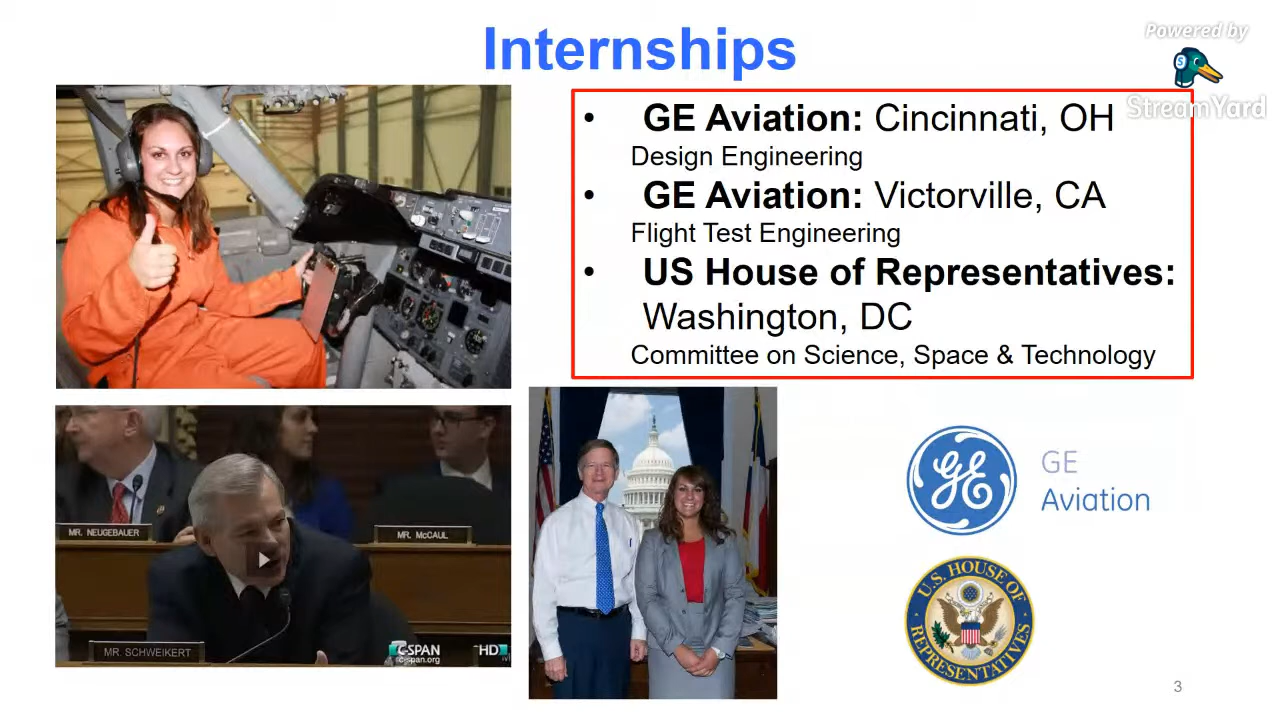 Internships
Powered by
StreamYard
• GE Aviation: Cincinnati, OH
Design Engineering
• GE Aviation: Victorville, CA
Flight Test Engineering
• US House of Representatives:
Washington, DC
Committee on Science, Space & Technology
MR. NEUGEBAUER
MR. McCAUL
MR. SCHWEIKERT
C-SPAN
c-span.org
HD
GE
GE
Aviation
U.S. HOUSE OF
REPRESENTATIVES
3